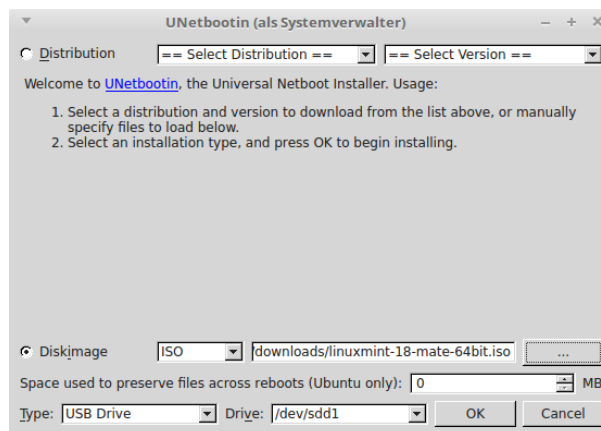 UNetbootin (als Systemverwalter)
Distribution == Select Distribution == == Select Version ==
Welcome to UNetbootin, the Universal Netboot Installer. Usage:
1. Select a distribution and version to download from the list above, or manually
specify files to load below.
2. Select an installation type, and press OK to begin installing.
Diskimage ISO /downloads/linuxmint-18-mate-64bit.iso ...
Space used to preserve files across reboots (Ubuntu only): 0 MB
Type: USB Drive Drive: /dev/sdd1 OK Cancel